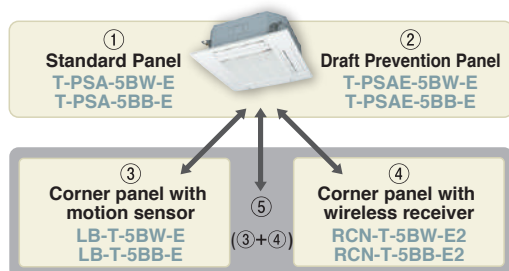 ①
Standard Panel
T-PSA-5BW-E
T-PSA-5BB-E
②
Draft Prevention Panel
T-PSAE-5BW-E
T-PSAE-5BB-E
③
Corner panel with
motion sensor
LB-T-5BW-E
LB-T-5BB-E
⑤
(③+④)
④
Corner panel with
wireless receiver
RCN-T-5BW-E2
RCN-T-5BB-E2